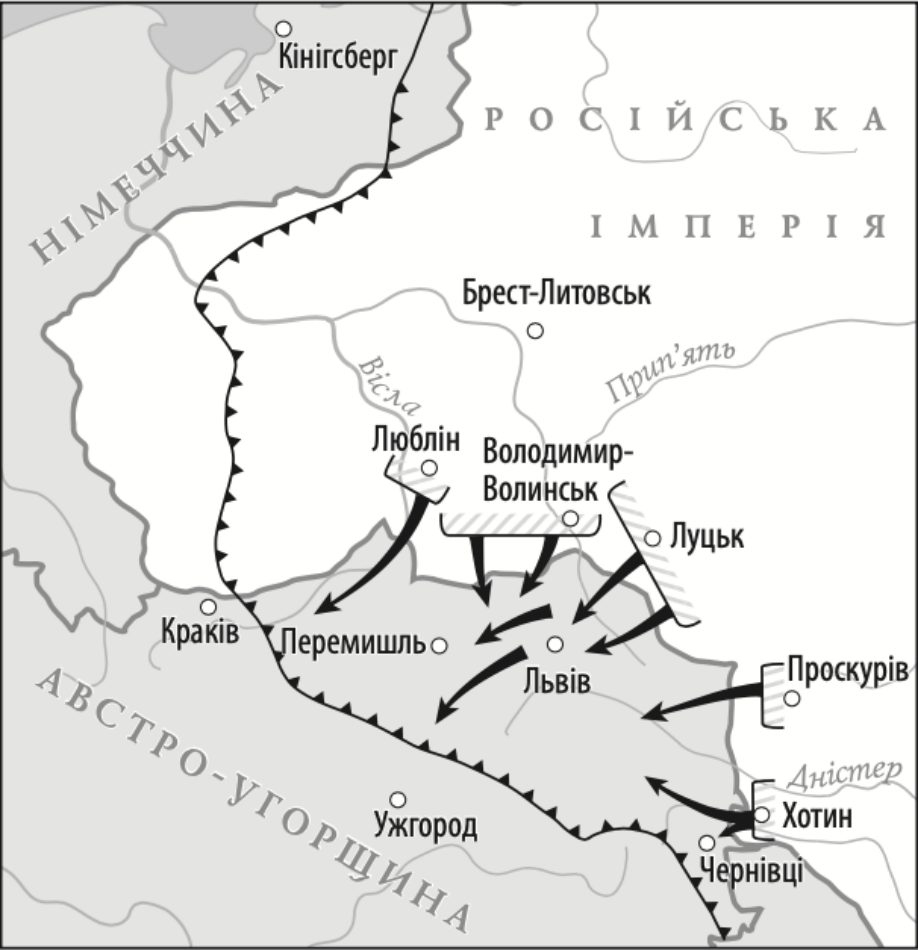 Кінігсберг
НІМЕЧЧИНА
РОСІЙСЬКА
ІМПЕРІЯ
Брест-Литовськ
Прип’ять
Вісла
Люблін
Володимир-
Волинськ
Луцьк
Краків
Перемишль
Львів
Проскурів
АВСТРО-УГОРЩИНА
Дністер
Ужгород
Хотин
Чернівці